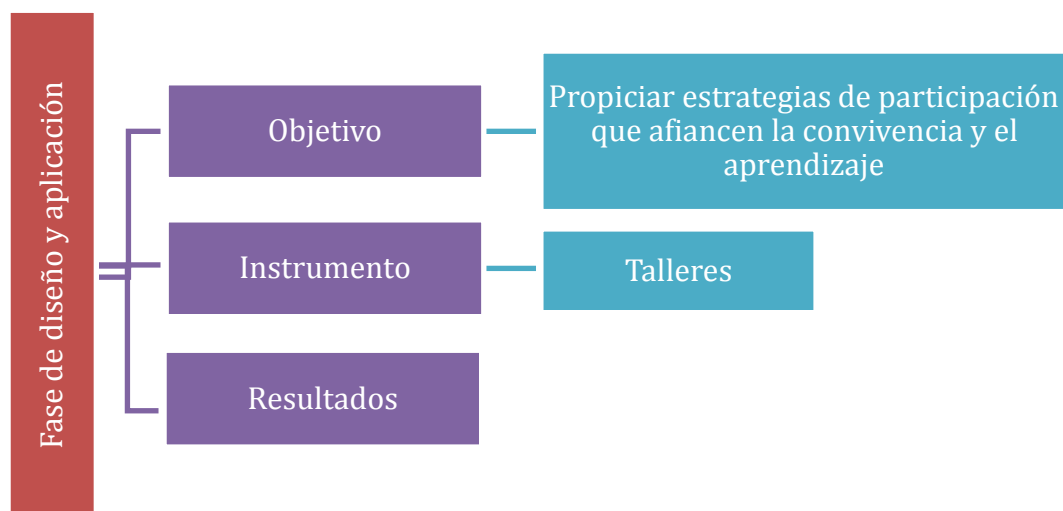 Fase de diseño y aplicación
Objetivo
Propiciar estrategias de participación
que afiancen la convivencia y el
aprendizaje
Instrumento
Talleres
Resultados